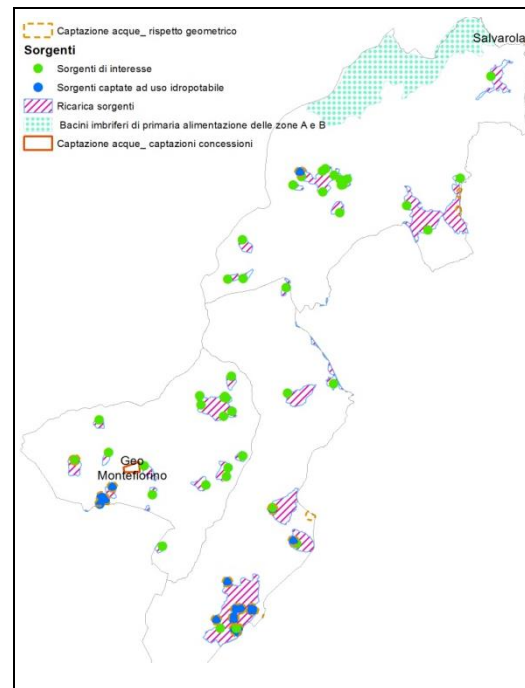 Captazione acque_ rispetto geometrico
Sorgenti
Sorgenti di interesse
Sorgenti captate ad uso idropotabile
Ricarica sorgenti
Bacini imbriferi di primaria alimentazione delle zone A e B
Captazione acque_ captazioni concessioni
Salvarola
Geo
Montefiorino